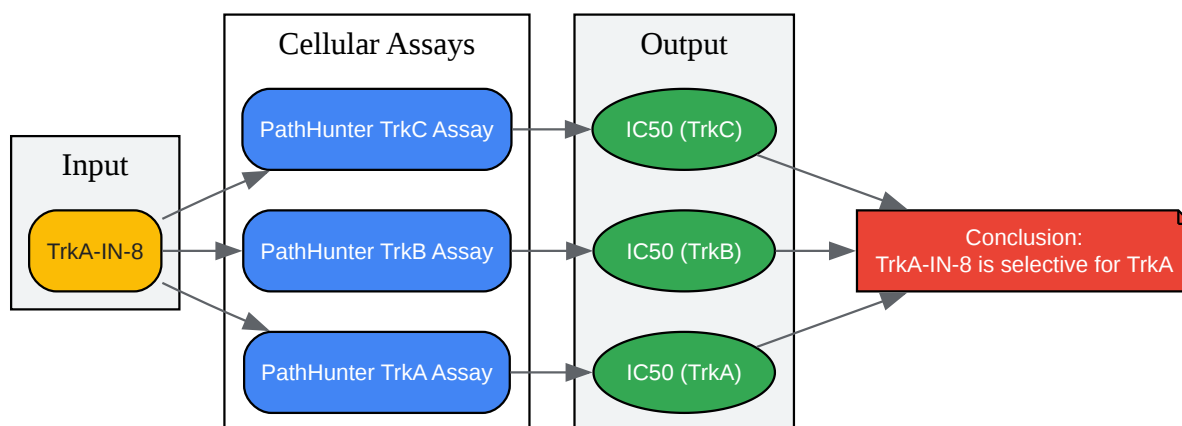 Input
TrkA-IN-8
Cellular Assays
PathHunter TrkC Assay
PathHunter TrkB Assay
PathHunter TrkA Assay
Output
IC50 (TrkC)
IC50 (TrkB)
IC50 (TrkA)
Conclusion:
TrkA-IN-8 is selective for TrkA